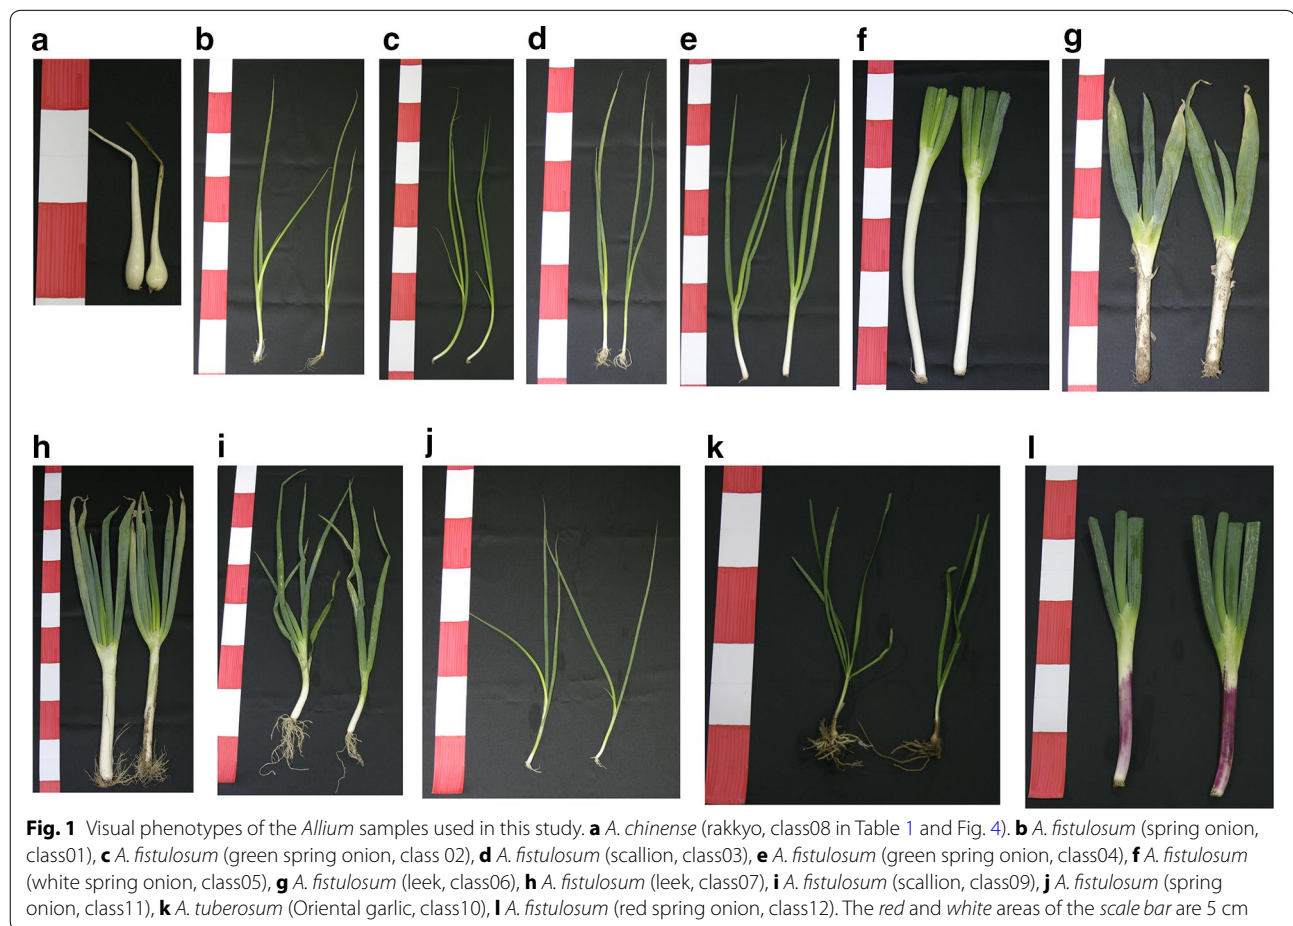 a b c d e f g
h i j k l
Fig. 1 Visual phenotypes of the Allium samples used in this study. a A. chinense (rakkyo, class08 in Table 1 and Fig. 4). b A. fistulosum (spring onion,
class01), c A. fistulosum (green spring onion, class 02), d A. fistulosum (scallion, class03), e A. fistulosum (green spring onion, class04), f A. fistulosum
(white spring onion, class05), g A. fistulosum (leek, class06), h A. fistulosum (leek, class07), i A. fistulosum (scallion, class09), j A. fistulosum (spring
onion, class11), k A. tuberosum (Oriental garlic, class10), l A. fistulosum (red spring onion, class12). The red and white areas of the scale bar are 5 cm